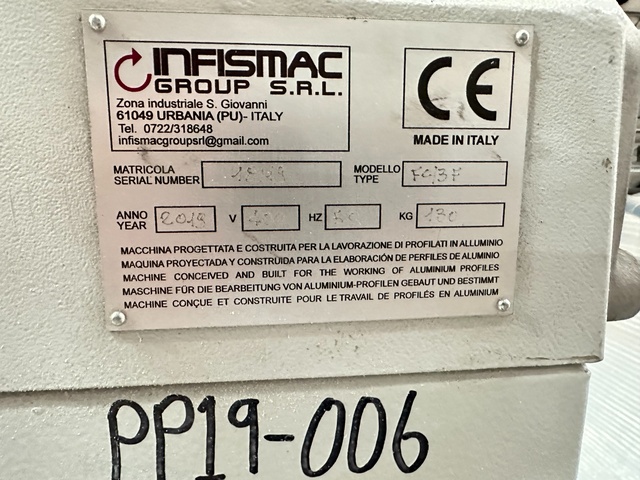 INFISMAC
GROUP S.R.L.
Zona industriale S. Giovanni
61049 URBANIA (PU)- ITALY
Tel. 0722/318648
infismacgroupsrl@gmail.com
CE
MADE IN ITALY
MATRICOLA
SERIAL NUMBER
MODELLO
TYPE
ANNO
YEAR 2019 V HZ KG 130
MACCHINA PROGETTATA E COSTRUITA PER LA LAVORAZIONE DI PROFILATI IN ALLUMINIO
MAQUINA PROYECTADA Y CONSTRUIDA PARA LA ELABORACIÓN DE PERFILES DE ALUMINIO
MACHINE CONCEIVED AND BUILT FOR THE WORKING OF ALUMINIUM PROFILES
MASCHINE FÜR DIE BEARBEITUNG VON ALUMINIUM-PROFILEN GEBAUT UND BESTIMMT
MACHINE CONÇUE ET CONSTRUITE POUR LE TRAVAIL DE PROFILÉS EN ALUMINIUM
PP19-006